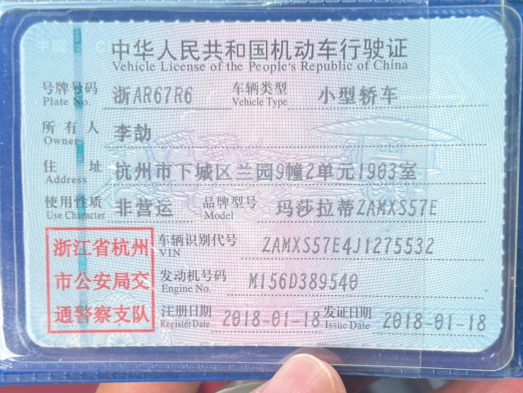 中华人民共和国机动车行驶证
Vehicle License of the People's Republic of China
号牌号码 浙AR67R6 车辆类型 小型轿车
Plate No. Vehicle Type
所有人 李劼
Owner
住址 杭州市下城区兰园9幢2单元1903室
Address
使用性质 非营运 品牌型号 玛莎拉蒂ZAMXS57E
Use Character Model
浙江省杭州 车辆识别代号 ZAMXS57E4J1275532
VIN
市公安局交 发动机号码 M156D389540
Engine No.
通警察支队 注册日期 2018-01-18 发证日期 2018-01-18
Register Date Issue Date